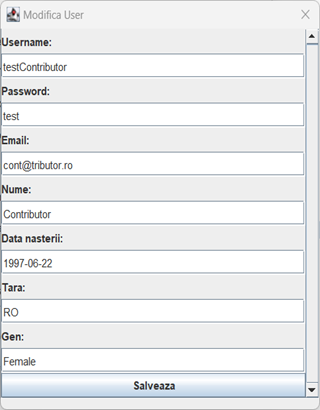 Modifica User
Username:
testContributor
Password:
test
Email:
cont@tributor.ro
Nume:
Contributor
Data nasterii:
1997-06-22
Tara:
RO
Gen:
Female
Salveaza